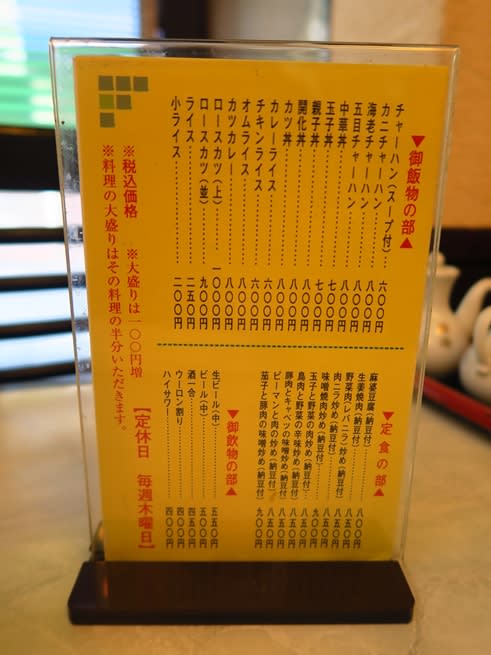 ▼御飯物の部▲
チャーハン(スープ付)…六〇〇円
カニチャーハン…八〇〇円
海老チャーハン…八〇〇円
五目チャーハン…八〇〇円
中華丼…八〇〇円
玉子丼…七〇〇円
親子丼…七〇〇円
開化丼…八〇〇円
カツ丼…八〇〇円
カレーライス…六〇〇円
チキンライス…六〇〇円
オムライス…八〇〇円
カツカレー…八〇〇円
ロースカツ(上)…一〇〇〇円
ロースカツ(並)…九〇〇円
ライス…二五〇円
小ライス…二〇〇円
▼定食の部▲
麻婆豆腐(納豆付)…八〇〇円
生姜焼肉(納豆付)…八五〇円
野菜肉(レバニラ)炒め(納豆付)…八五〇円
肉ニラ炒め(納豆付)…八五〇円
味噌焼肉炒め(納豆付)…九〇〇円
玉子と野菜の肉炒め(納豆付)…八五〇円
鳥肉と野菜の辛味炒め(納豆付)…八五〇円
豚肉とキャベツの味噌炒め(納豆付)…八五〇円
ピーマンと肉の炒め(納豆付)…八五〇円
茄子と豚肉の味噌炒め(納豆付)…九〇〇円
▼御飲物の部▲
生ビール(中)…五五〇円
ビール(中)…五〇〇円
酒一合…四五〇円
ウーロン割り…四〇〇円
ハイサワー…四〇〇円
※税込価格 ※大盛りは一〇〇円増
※料理の大盛りはその料理の半分いただきます。
【定休日 毎週木曜日】